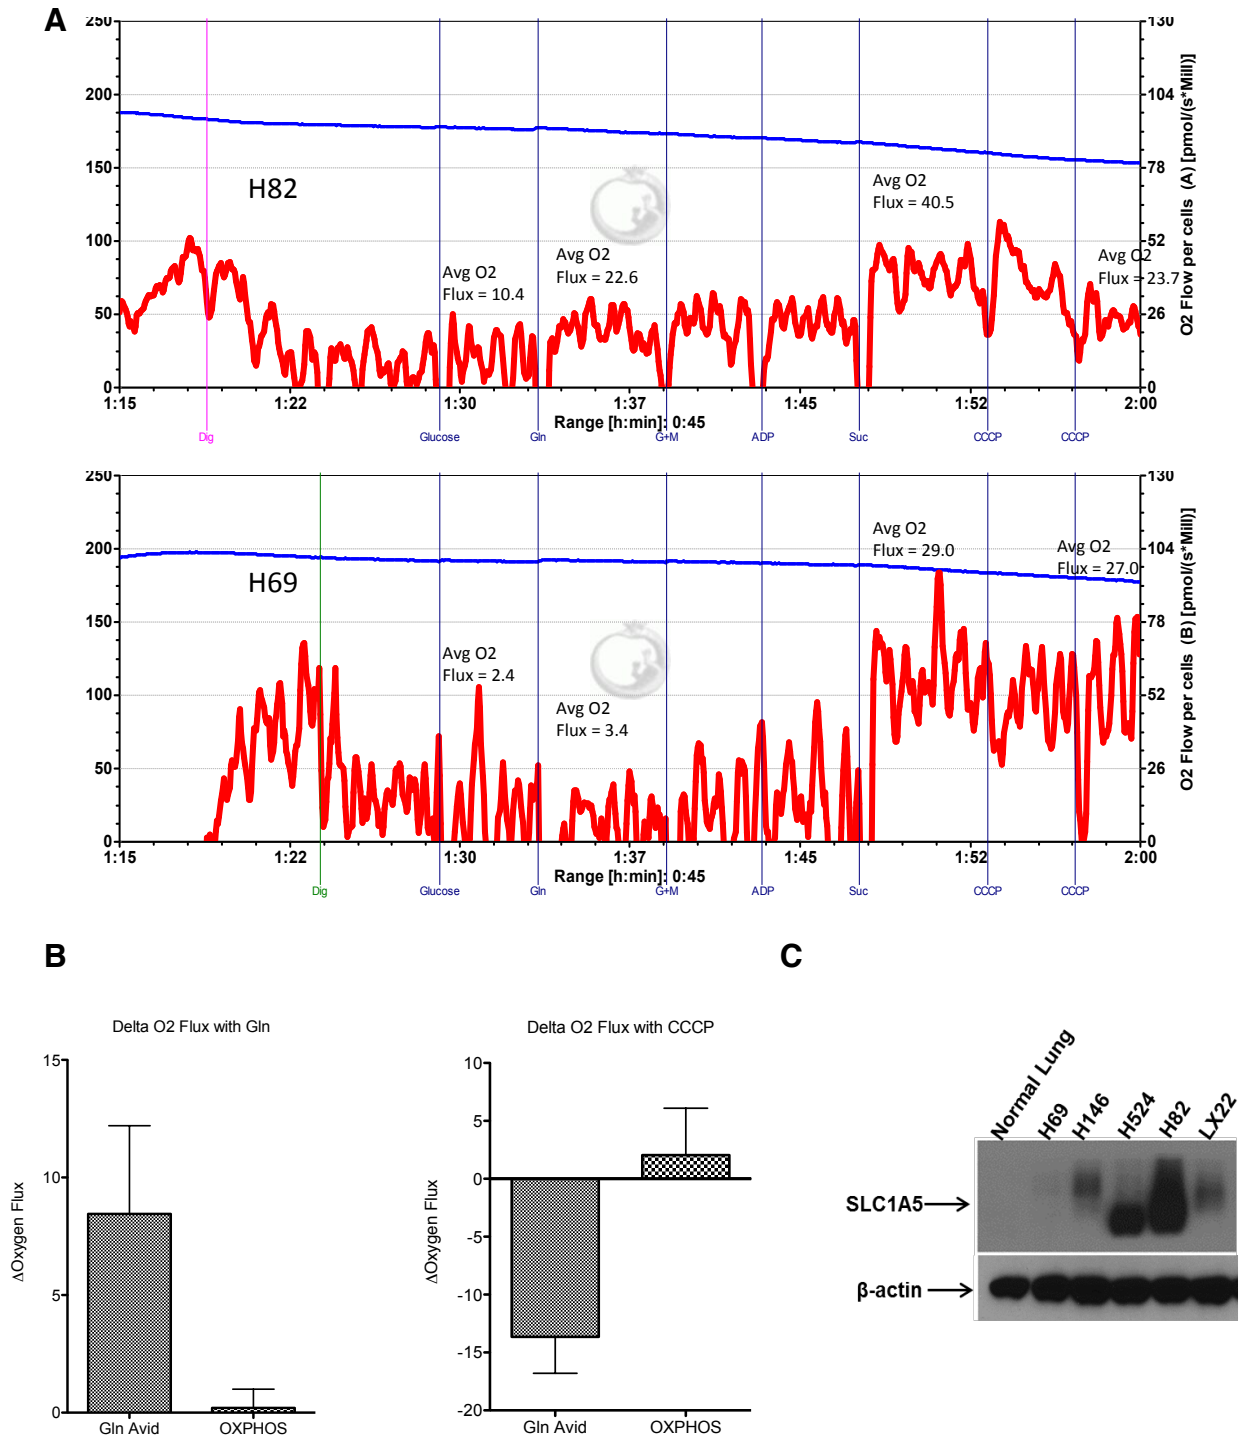 A
250
200
150
100
50
0
130
104
78
52
26
0
O2 Flow per cells (A) [pmol/(s*Mill)]
H82
Avg O2
Flux = 10.4
Avg O2
Flux = 22.6
Avg O2
Flux = 40.5
Avg O2
Flux = 23.7
1:15
1:22
1:30
1:37
1:45
1:52
2:00
Range [h:min]: 0:45
Dig
Glucose
Gln
G+M
ADP
Suc
CCCP
CCCP
250
200
150
100
50
0
130
104
78
52
26
0
O2 Flow per cells (B) [pmol/(s*Mill)]
H69
Avg O2
Flux = 2.4
Avg O2
Flux = 3.4
Avg O2
Flux = 29.0
Avg O2
Flux = 27.0
1:15
1:22
1:30
1:37
1:45
1:52
2:00
Range [h:min]: 0:45
Dig
Glucose
Gln
G+M
ADP
Suc
CCCP
CCCP
B
Delta O2 Flux with Gln
15
10
5
0
ΔOxygen Flux
Gln Avid
OXPHOS
Delta O2 Flux with CCCP
10
5
0
-5
-10
-15
-20
ΔOxygen Flux
Gln Avid
OXPHOS
C
Normal Lung
H69
H146
H524
H82
LX22
SLC1A5
β-actin